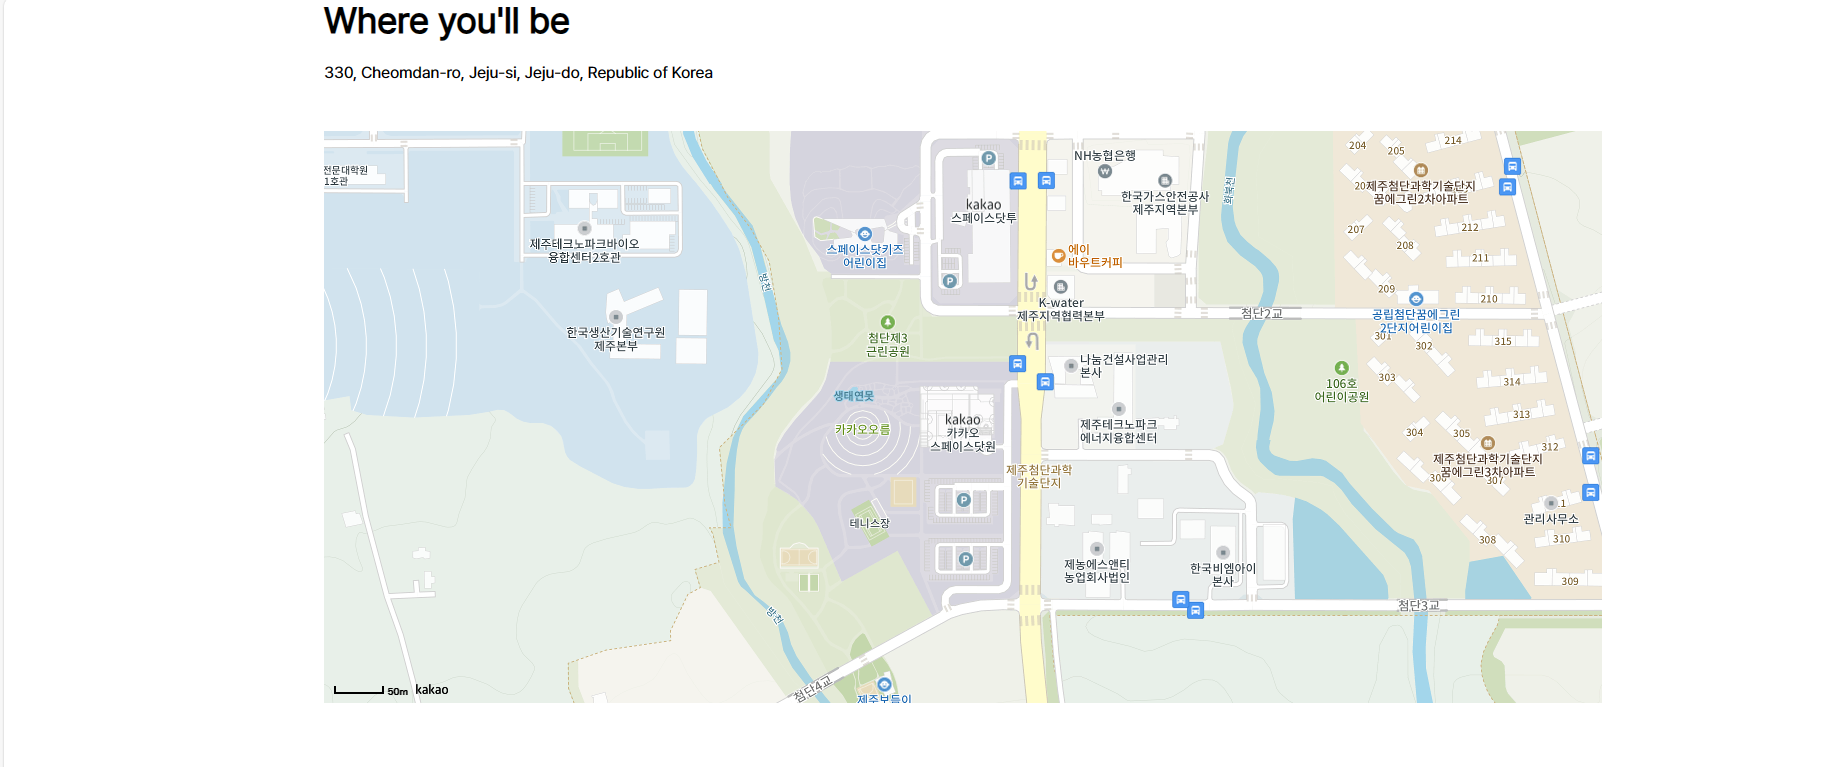 Where you'll be
330, Cheomdan-ro, Jeju-si, Jeju-do, Republic of Korea
전문대학원
1호관
제주테크노파크바이오
융합센터2호관
한국생산기술연구원
제주본부
방천
스페이스닷키즈
어린이집
P
kakao
스페이스닷투
P
NH농협은행
한국가스안전공사
제주지역본부
에이
바우트커피
K-water
제주지역협력본부
화북천
204
205
214
제주첨단과학기술단지
꿈에그린2차아파트
207
208
212
211
209
210
공립첨단꿈에그린
2단지어린이집
첨단2교
첨단제3
근린공원
생태연못
카카오오름
kakao
카카오
스페이스닷원
나눔건설사업관리
본사
제주테크노파크
에너지융합센터
제주첨단과학
기술단지
106호
어린이공원
301
302
315
303
314
313
304
305
312
제주첨단과학기술단지
꿈에그린3차아파트
307
관리사무소
308
310
309
P
테니스장
P
제농에스앤티
농업회사법인
한국비엠아이
본사
첨단3교
방천
첨단4교
제주보듬이
50m
kakao